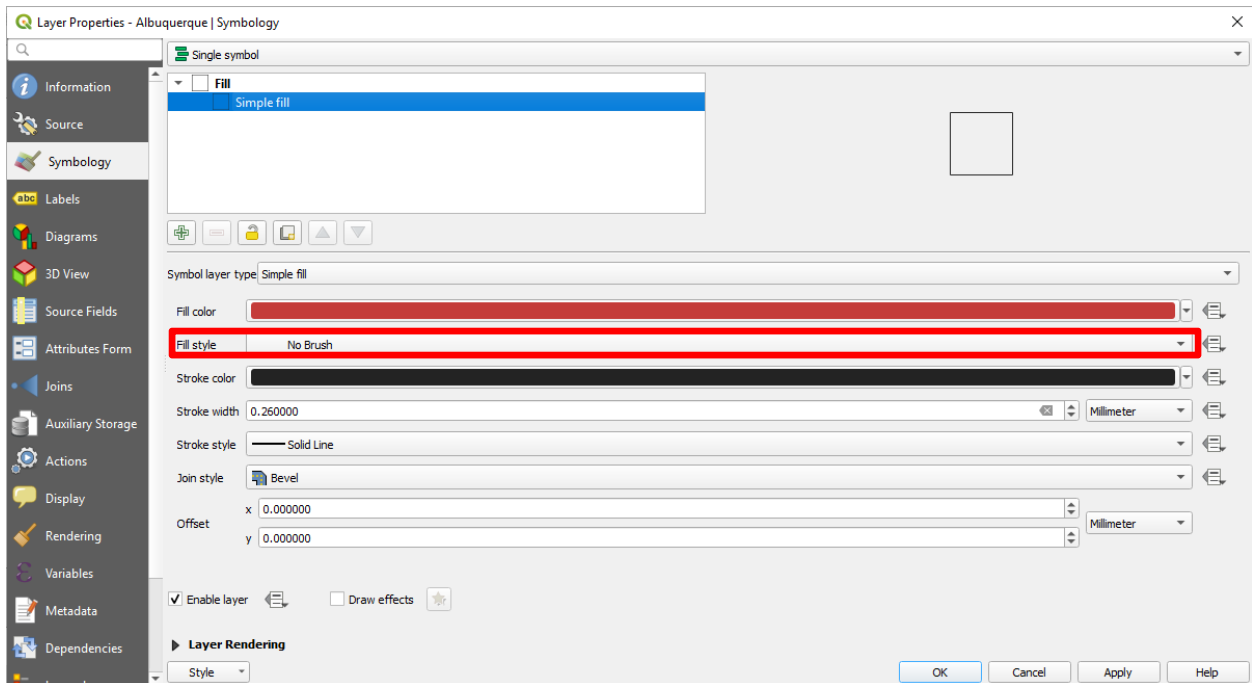 Layer Properties - Albuquerque | Symbology
Information
Source
Symbology
abc Labels
Diagrams
3D View
Source Fields
Attributes Form
Joins
Auxiliary Storage
Actions
Display
Rendering
Variables
Metadata
Dependencies
Single symbol
Fill
Simple fill
Symbol layer type Simple fill
Fill color
Fill style No Brush
Stroke color
Stroke width 0.260000 Millimeter
Stroke style Solid Line
Join style Bevel
Offset x 0.000000 Millimeter
y 0.000000
Enable layer Draw effects
Layer Rendering
Style OK Cancel Apply Help